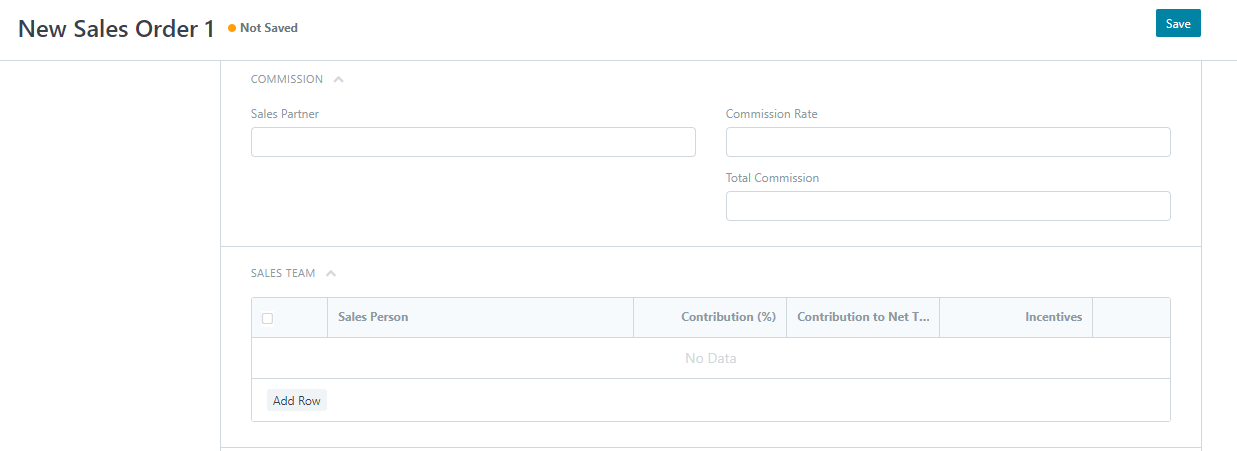 New Sales Order 1 Not Saved Save
COMMISSION
Sales Partner Commission Rate
Total Commission
SALES TEAM
Sales Person Contribution (%) Contribution to Net T... Incentives
No Data
Add Row